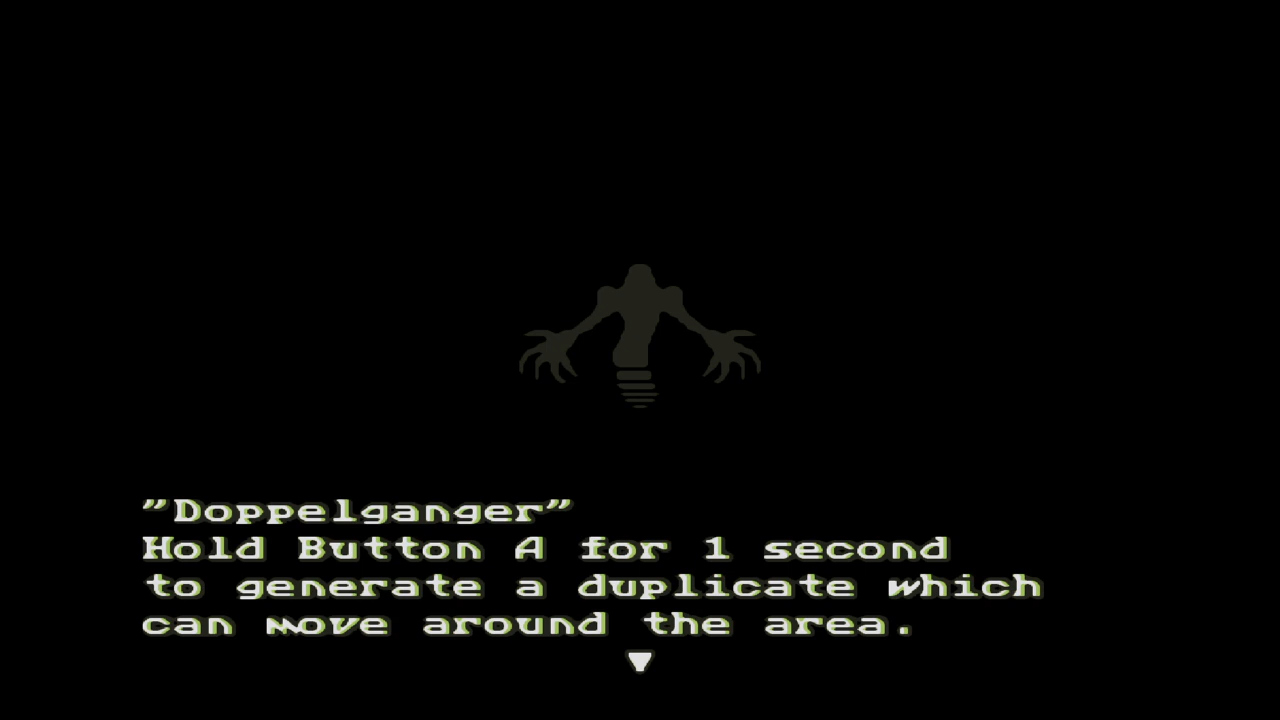 "Doppelganger"
Hold Button A for 1 second
to generate a duplicate which
can move around the area.